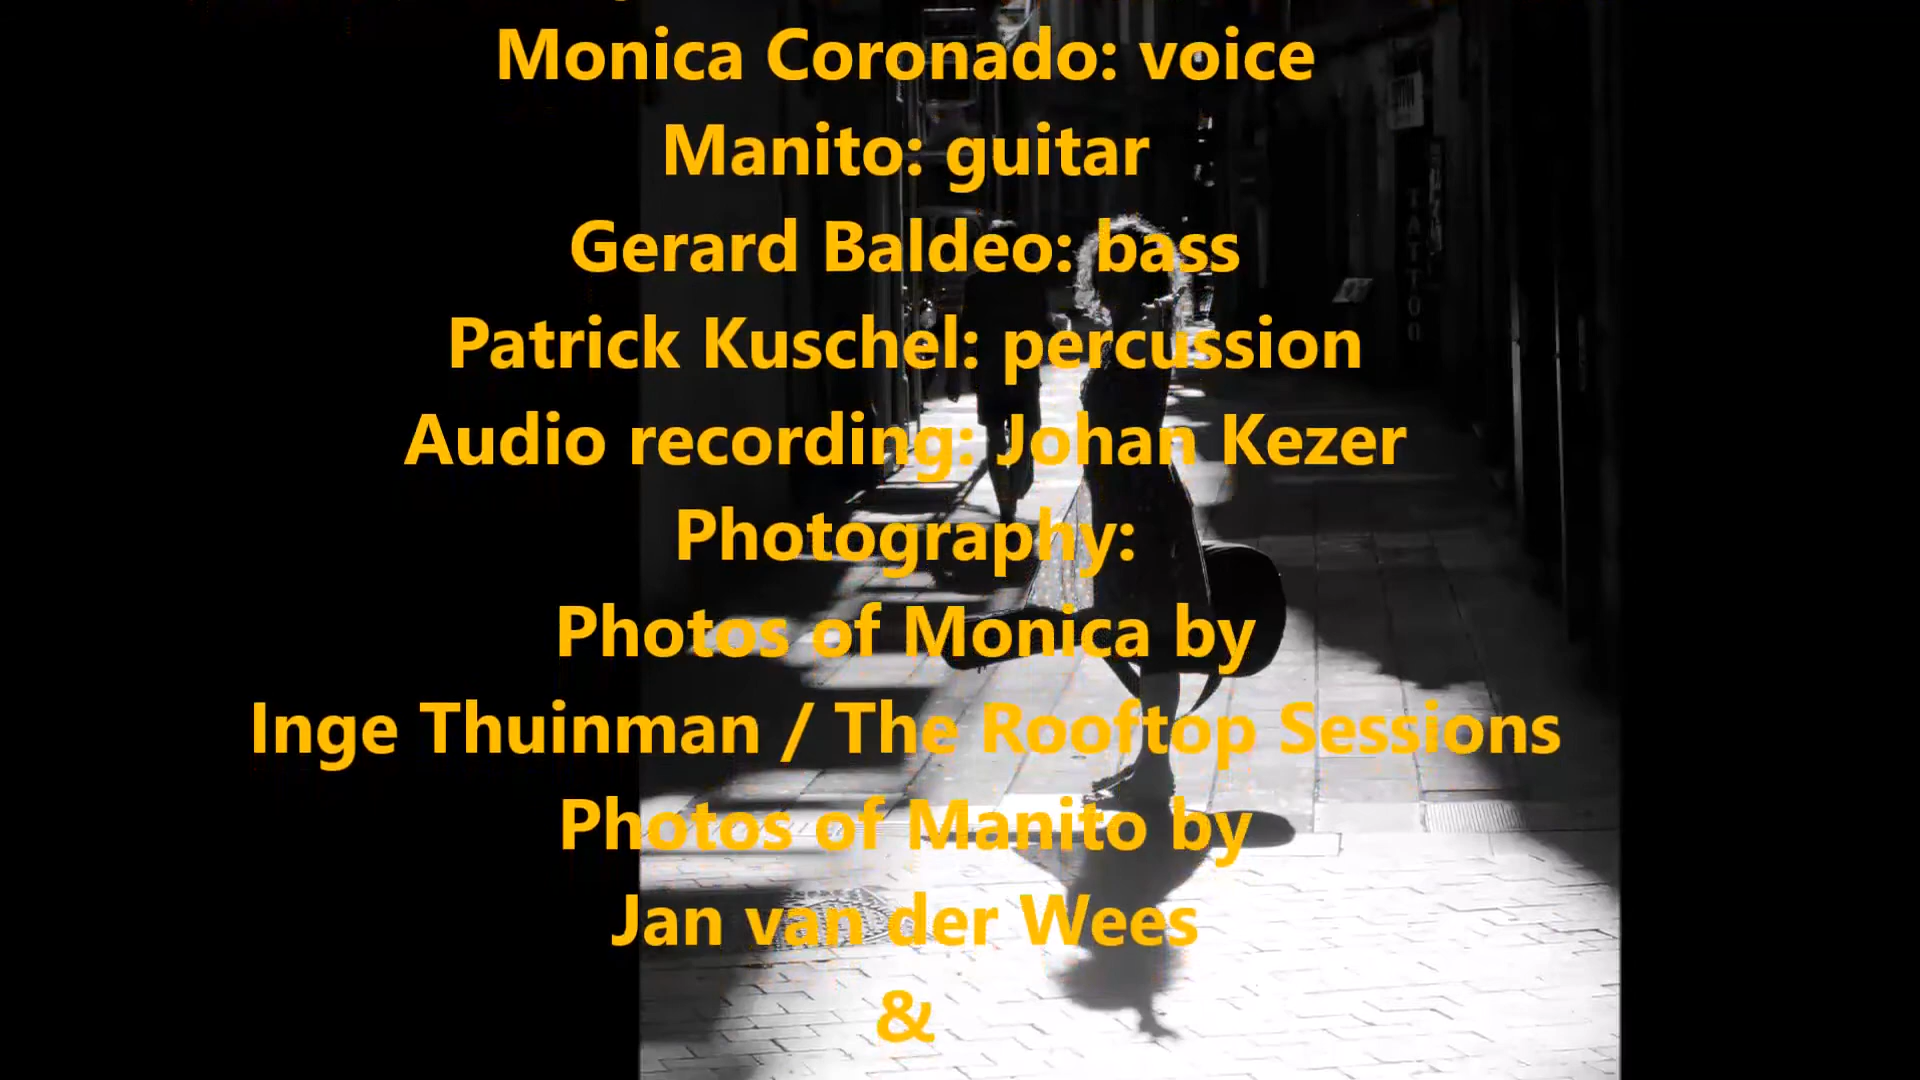 Monica Coronado: voice
Manito: guitar
Gerard Baldeo: bass
Patrick Kuschel: percussion
Audio recording: Johan Kezer
Photography:
Photos of Monica by
Inge Thuinman / The Rooftop Sessions
Photos of Manito by
Jan van der Wees
&
TATTOO